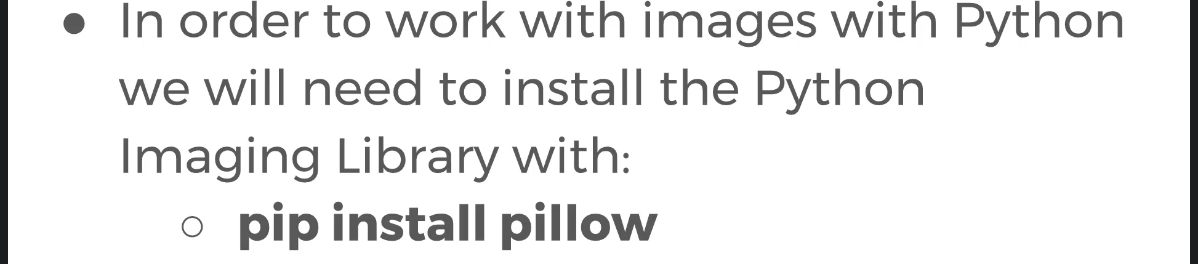 ● In order to work with images with Python
we will need to install the Python
Imaging Library with:
○ pip install pillow